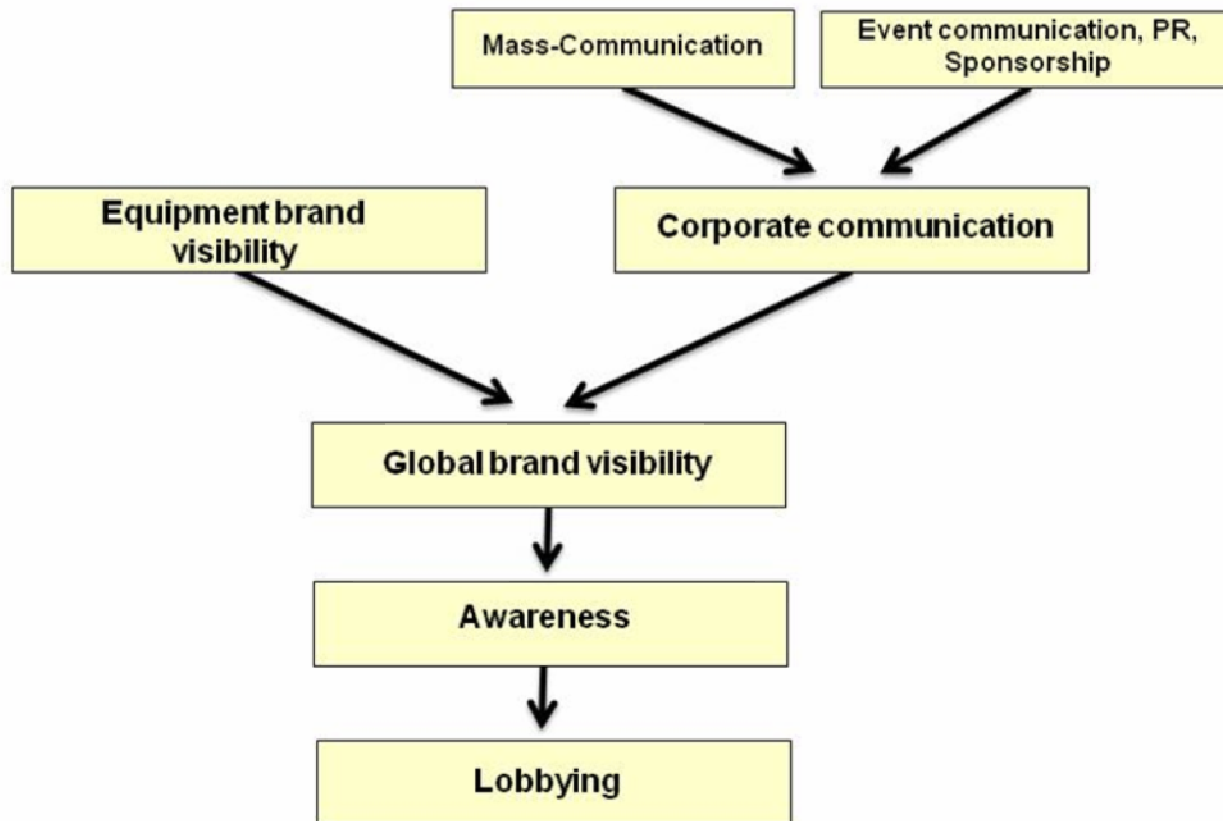 Mass-Communication
Event communication, PR,
Sponsorship
Equipment brand
visibility
Corporate communication
Global brand visibility
Awareness
Lobbying